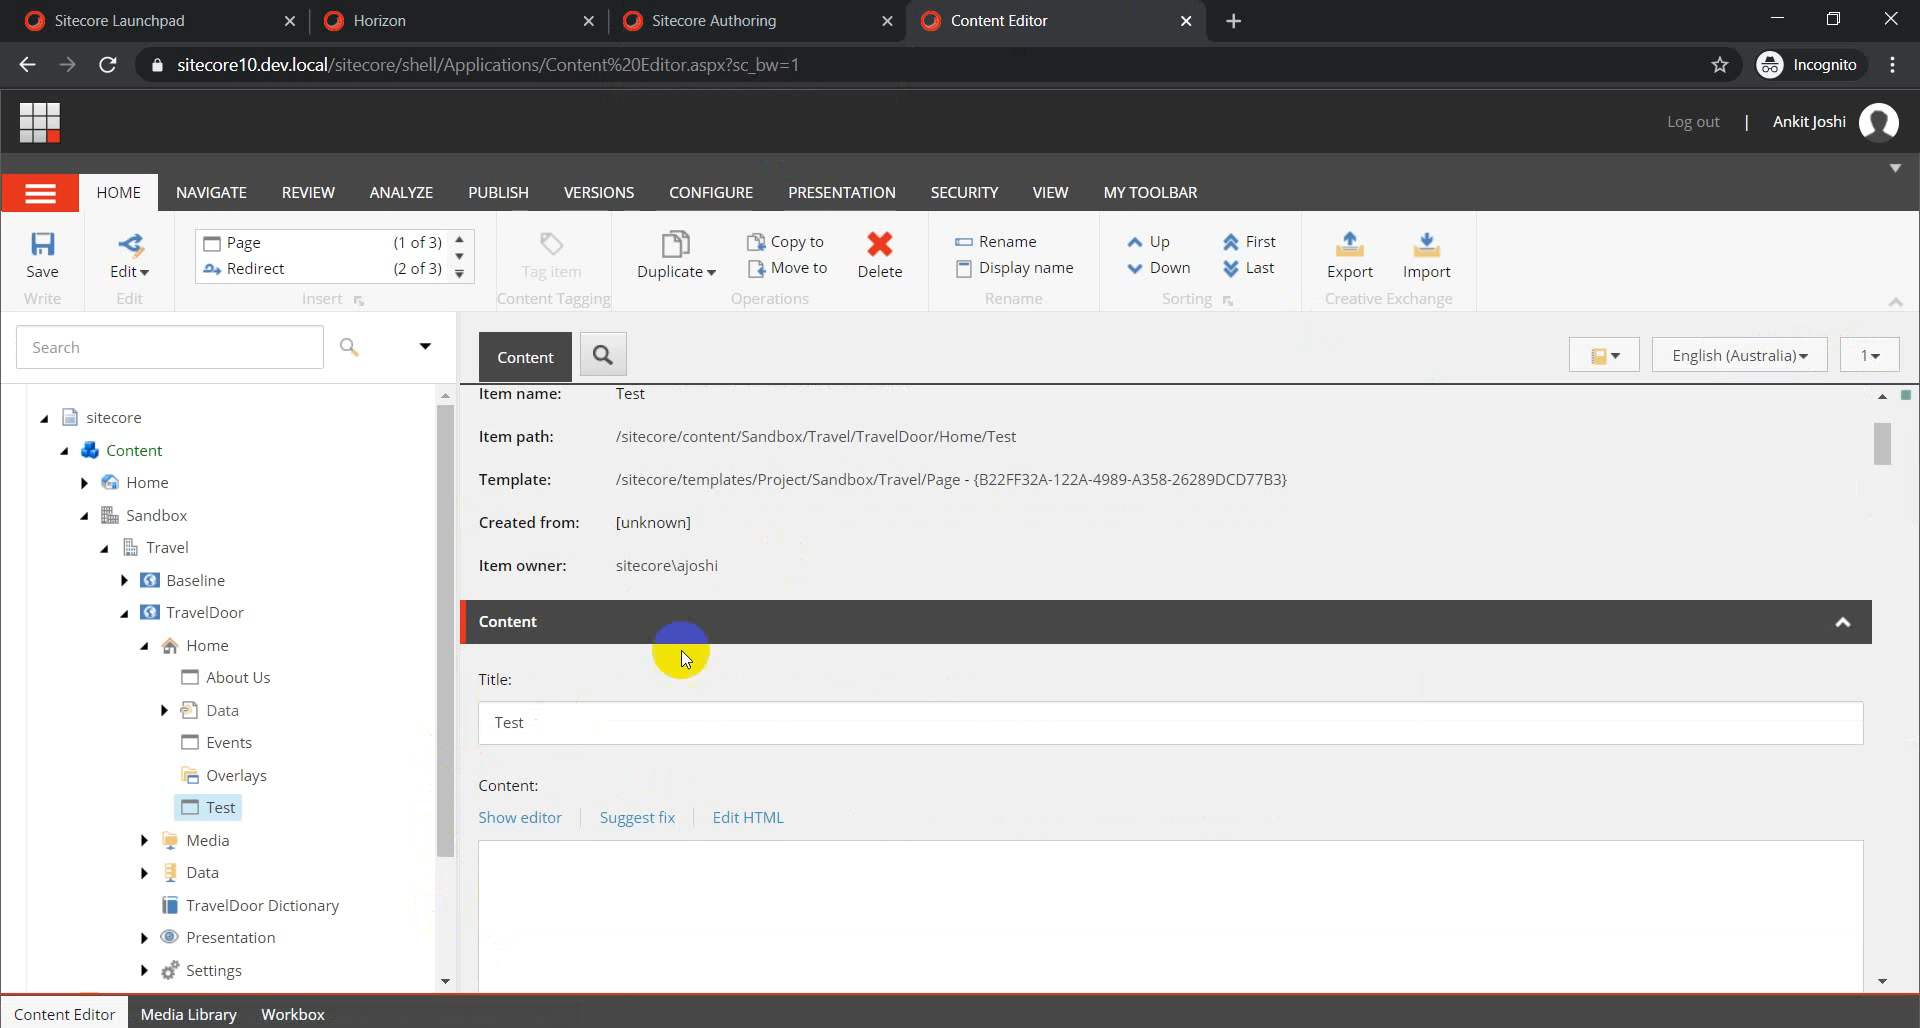 Sitecore Launchpad
Horizon
Sitecore Authoring
Content Editor
sitecore10.dev.local/sitecore/shell/Applications/Content%20Editor.aspx?sc_bw=1
Incognito
Log out | Ankit Joshi
HOME NAVIGATE REVIEW ANALYZE PUBLISH VERSIONS CONFIGURE PRESENTATION SECURITY VIEW MY TOOLBAR
Save
Write
Edit
Edit
Page (1 of 3)
Redirect (2 of 3)
Insert
Tag item
Content Tagging
Duplicate
Copy to
Move to
Delete
Operations
Rename
Display name
Rename
Up
Down
First
Last
Sorting
Export
Import
Creative Exchange
Search
Content
English (Australia)
1
sitecore
Content
Home
Sandbox
Travel
Baseline
TravelDoor
Home
About Us
Data
Events
Overlays
Test
Media
Data
TravelDoor Dictionary
Presentation
Settings
Item name: Test
Item path: /sitecore/content/Sandbox/Travel/TravelDoor/Home/Test
Template: /sitecore/templates/Project/Sandbox/Travel/Page - {B22FF32A-122A-4989-A358-26289DCD77B3}
Created from: [unknown]
Item owner: sitecore\ajoshi
Content
Title:
Test
Content:
Show editor Suggest fix Edit HTML
Content Editor Media Library Workbox